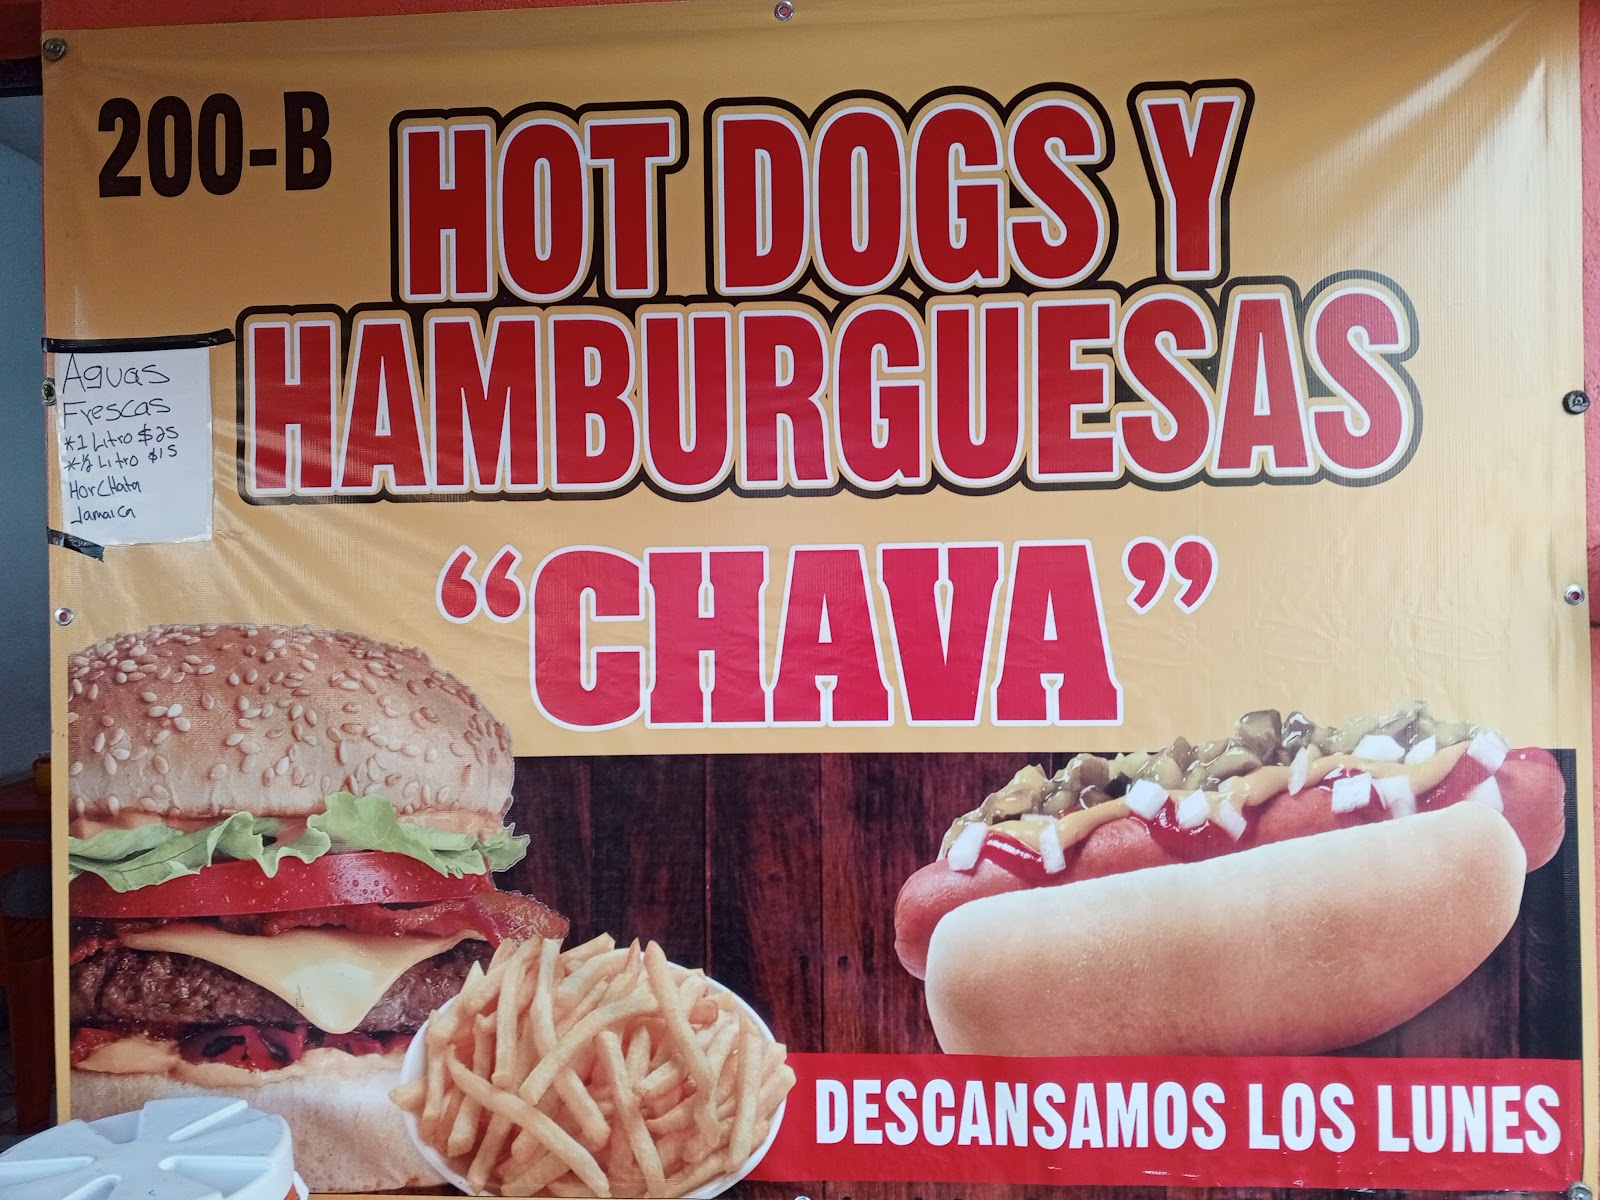 200-B
HOT DOGS Y
HAMBURGUESAS
“CHAVA”
Aguas
Frescas
*1 Litro $25
*½ Litro $15
HorCHata
Jamaica
DESCANSAMOS LOS LUNES